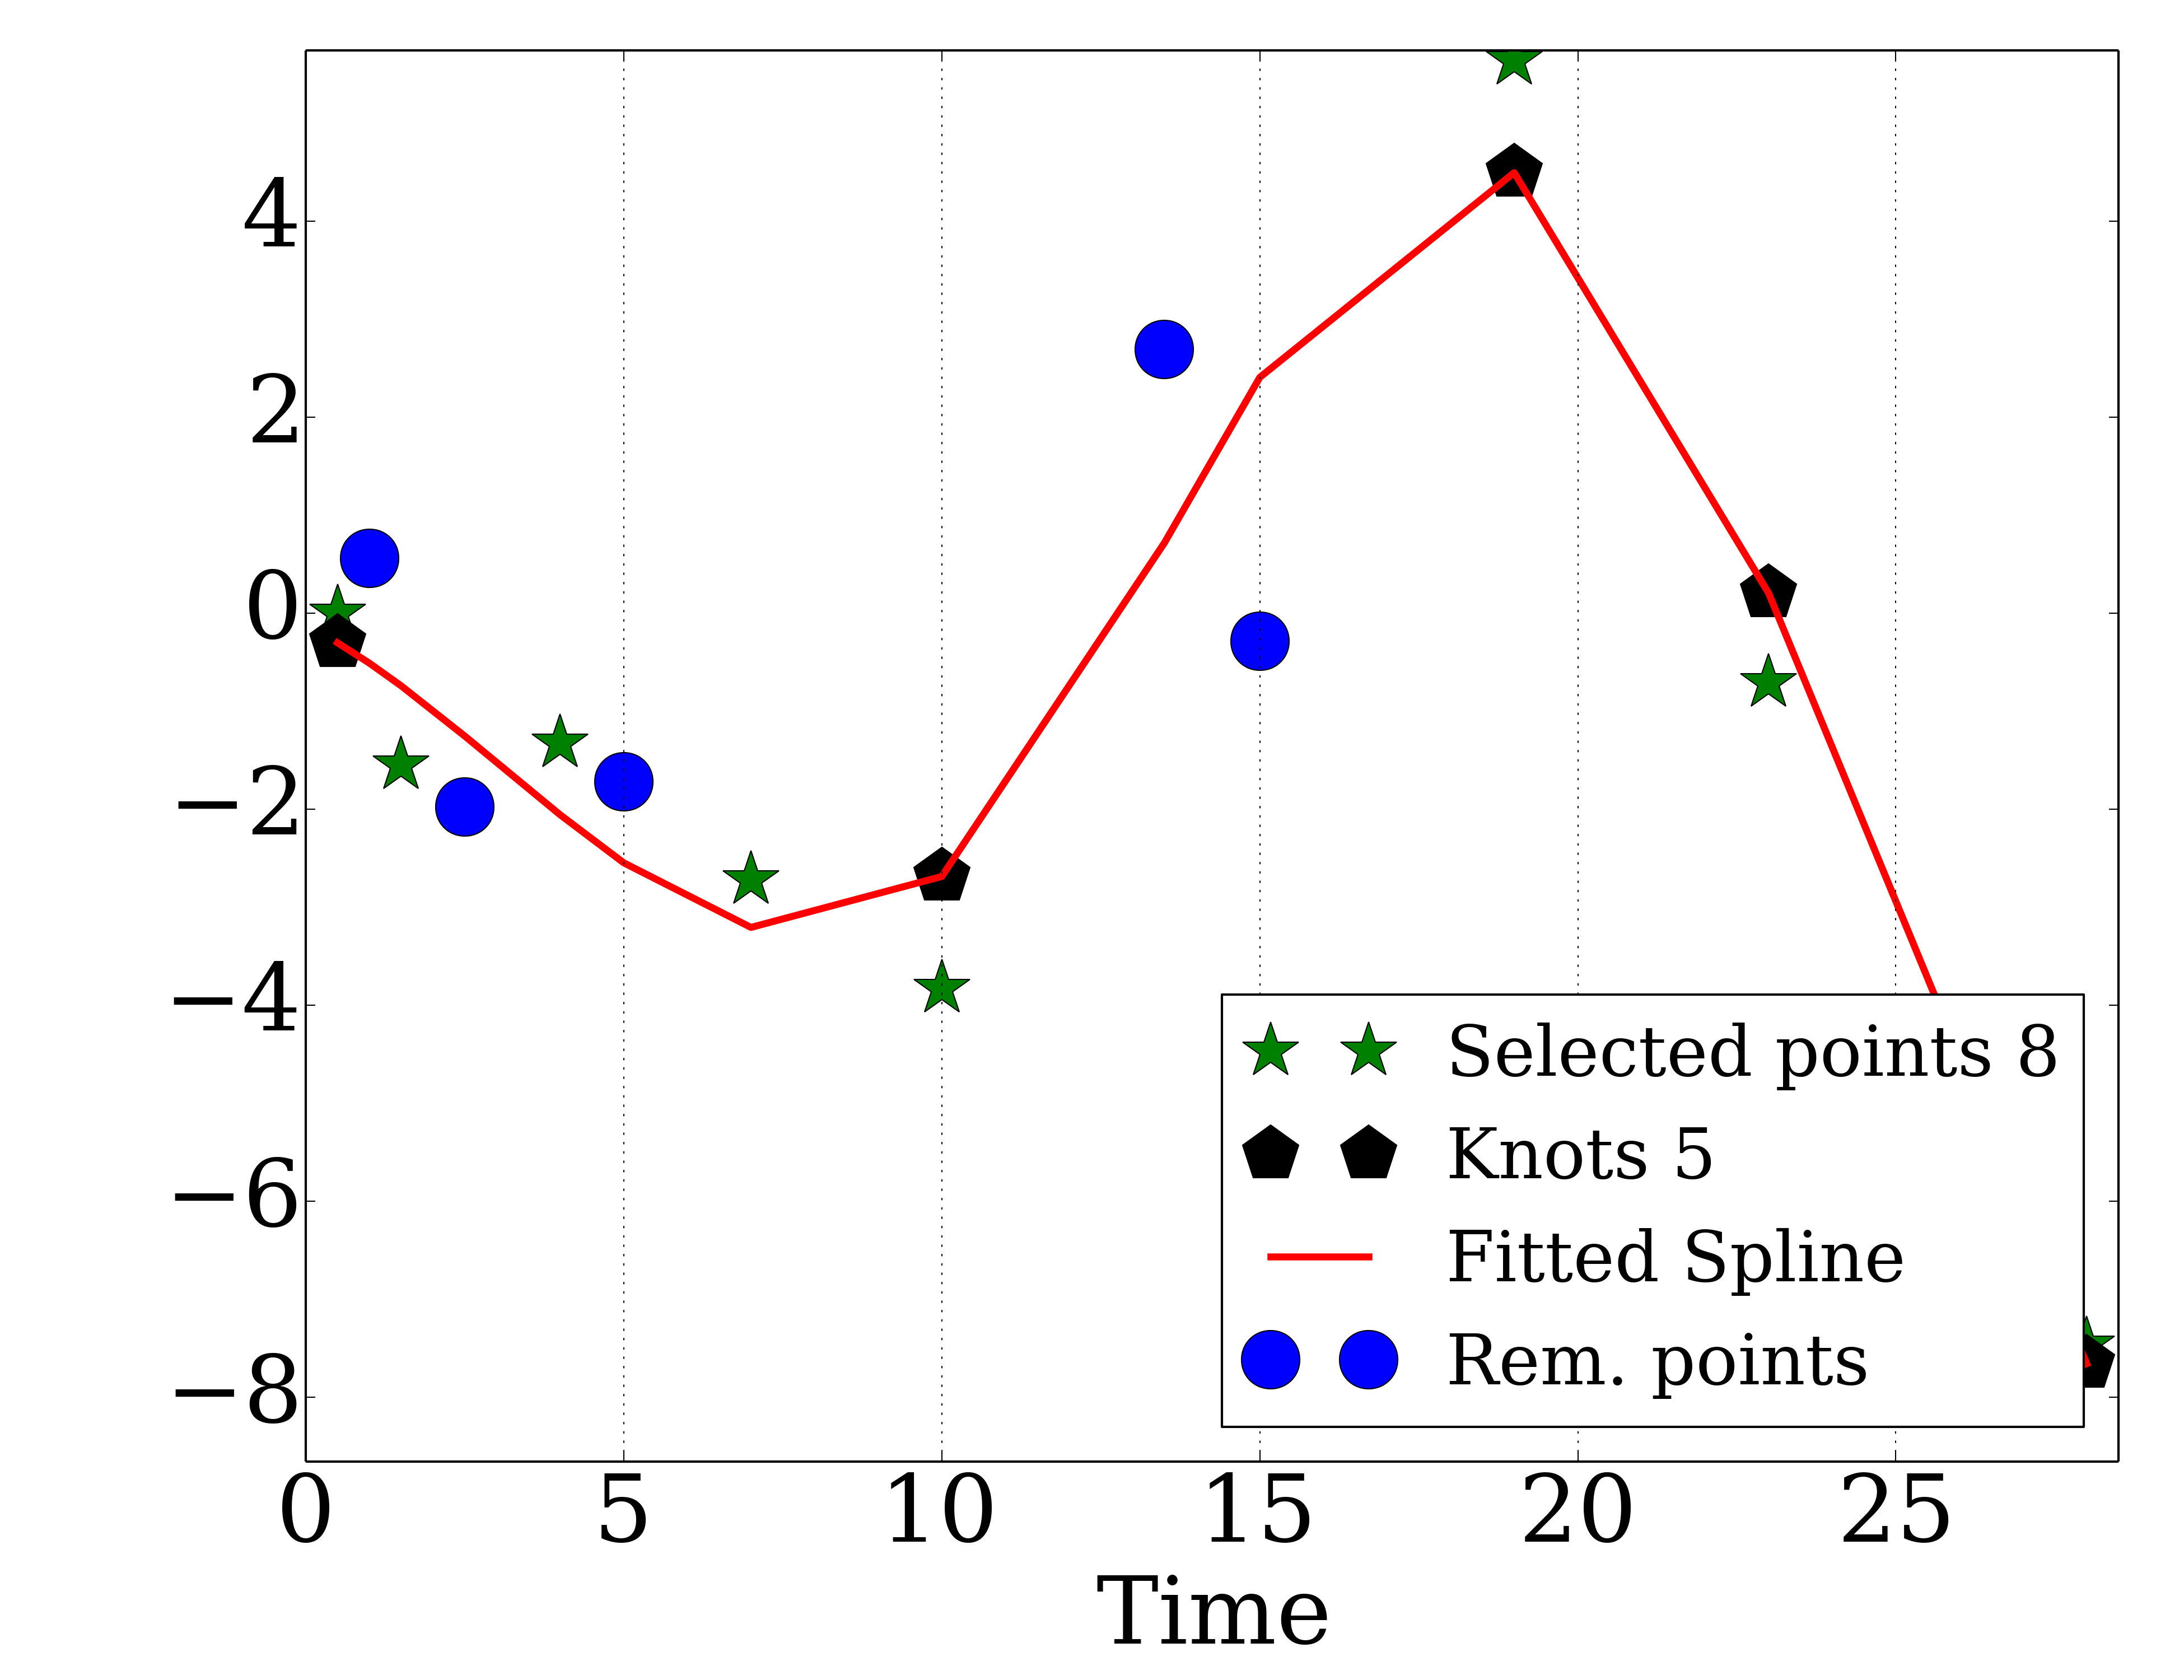 4
2
0
−2
−4
−6
−8
0 5 10 15 20 25
Time
Selected points 8
Knots 5
Fitted Spline
Rem. points